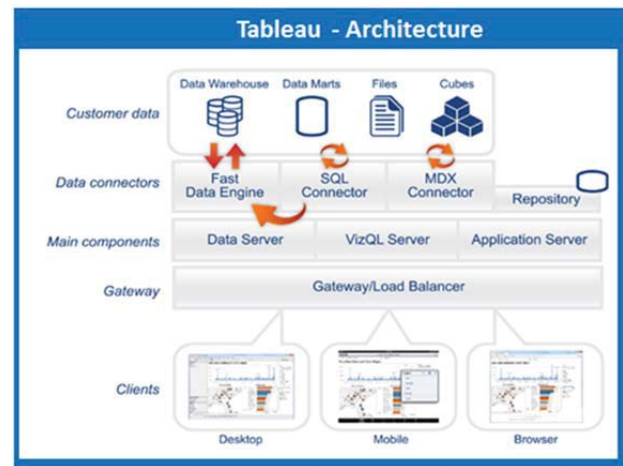 Tableau - Architecture
Data Warehouse Data Marts Files Cubes
Customer data
Fast
Data Engine
SQL
Connector
MDX
Connector
Data connectors
Repository
Main components
Data Server VizQL Server Application Server
Gateway
Gateway/Load Balancer
Clients
Desktop Mobile Browser